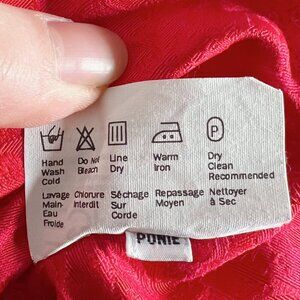 P
Hand Wash Cold
Do Not Bleach
Line Dry
Warm Iron
Dry Clean Recommended
Lavage Main- Eau Froide
Chlorure Interdit
Séchage Sur Corde
Repassage Moyen
Nettoyer à Sec
PONIE